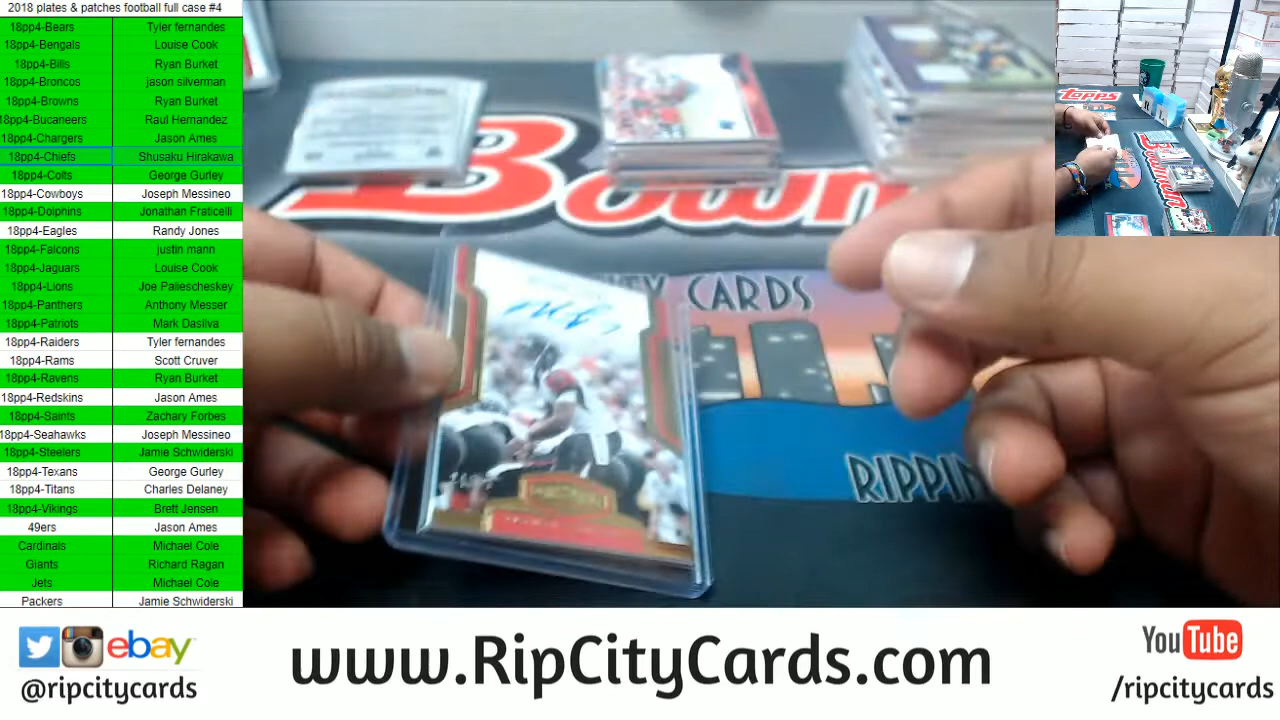 2018 plates & patches football full case #4
18pp4-Bears Tyler fernandes
18pp4-Bengals Louise Cook
18pp4-Bills Ryan Burket
18pp4-Broncos jason silverman
18pp4-Browns Ryan Burket
18pp4-Bucaneers Raul Hernandez
18pp4-Chargers Jason Ames
18pp4-Chiefs Shusaku Hirakawa
18pp4-Colts George Gurley
18pp4-Cowboys Joseph Messineo
18pp4-Dolphins Jonathan Fraticelli
18pp4-Eagles Randy Jones
18pp4-Falcons justin mann
18pp4-Jaguars Louise Cook
18pp4-Lions Joe Paliescheskey
18pp4-Panthers Anthony Messer
18pp4-Patriots Mark Dasilva
18pp4-Raiders Tyler fernandes
18pp4-Rams Scott Cruver
18pp4-Ravens Ryan Burket
18pp4-Redskins Jason Ames
18pp4-Saints Zachary Forbes
18pp4-Seahawks Joseph Messineo
18pp4-Steelers Jamie Schwiderski
18pp4-Texans George Gurley
18pp4-Titans Charles Delaney
18pp4-Vikings Brett Jensen
49ers Jason Ames
Cardinals Michael Cole
Giants Richard Ragan
Jets Michael Cole
Packers Jamie Schwiderski
Bowm
CARDS
RIPPIN
Topps
Bowman
ebay
@ripcitycards
www.RipCityCards.com
YouTube
/ripcitycards